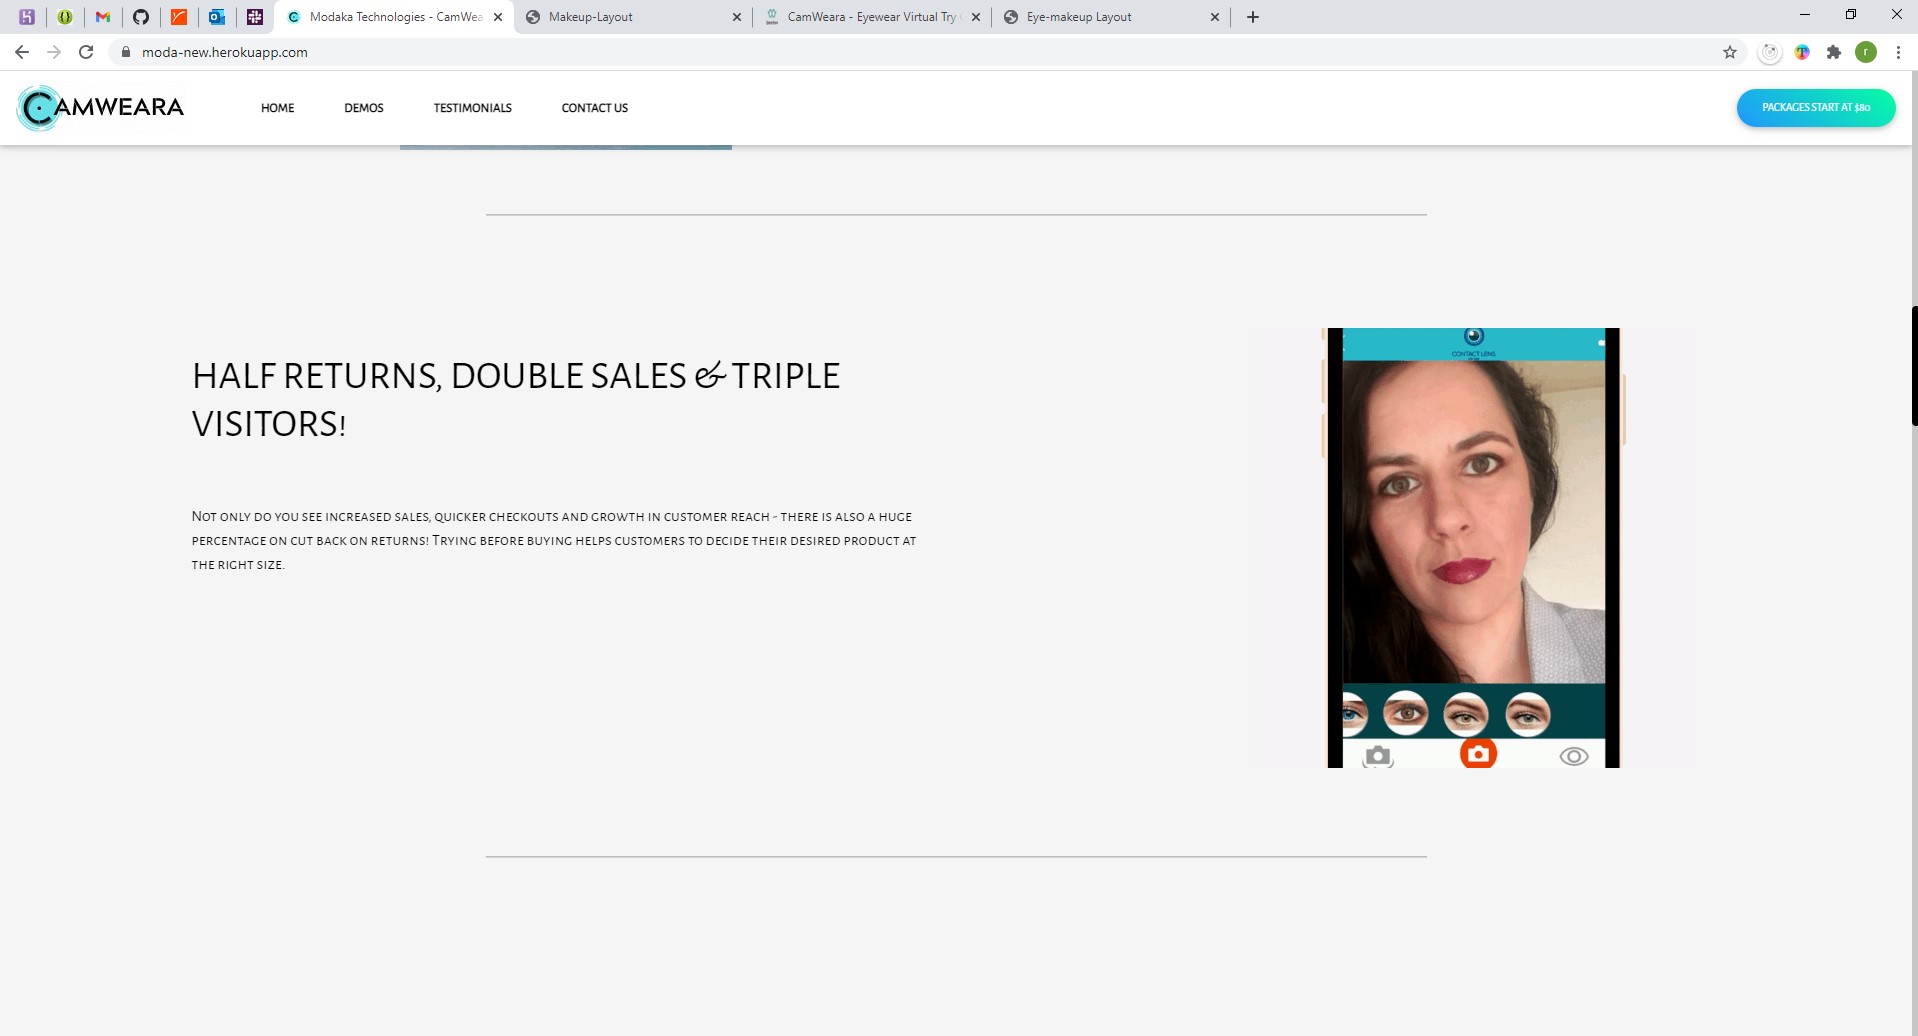 Modaka Technologies - CamWea
Makeup-Layout
CamWeara - Eyewear Virtual Try
Eye-makeup Layout
moda-new.herokuapp.com
r
CAMWEARA
HOME
DEMOS
TESTIMONIALS
CONTACT US
PACKAGES START AT $80
HALF RETURNS, DOUBLE SALES & TRIPLE
VISITORS!
NOT ONLY DO YOU SEE INCREASED SALES, QUICKER CHECKOUTS AND GROWTH IN CUSTOMER REACH - THERE IS ALSO A HUGE
PERCENTAGE ON CUT BACK ON RETURNS! TRYING BEFORE BUYING HELPS CUSTOMERS TO DECIDE THEIR DESIRED PRODUCT AT
THE RIGHT SIZE.
CONTACT LENS